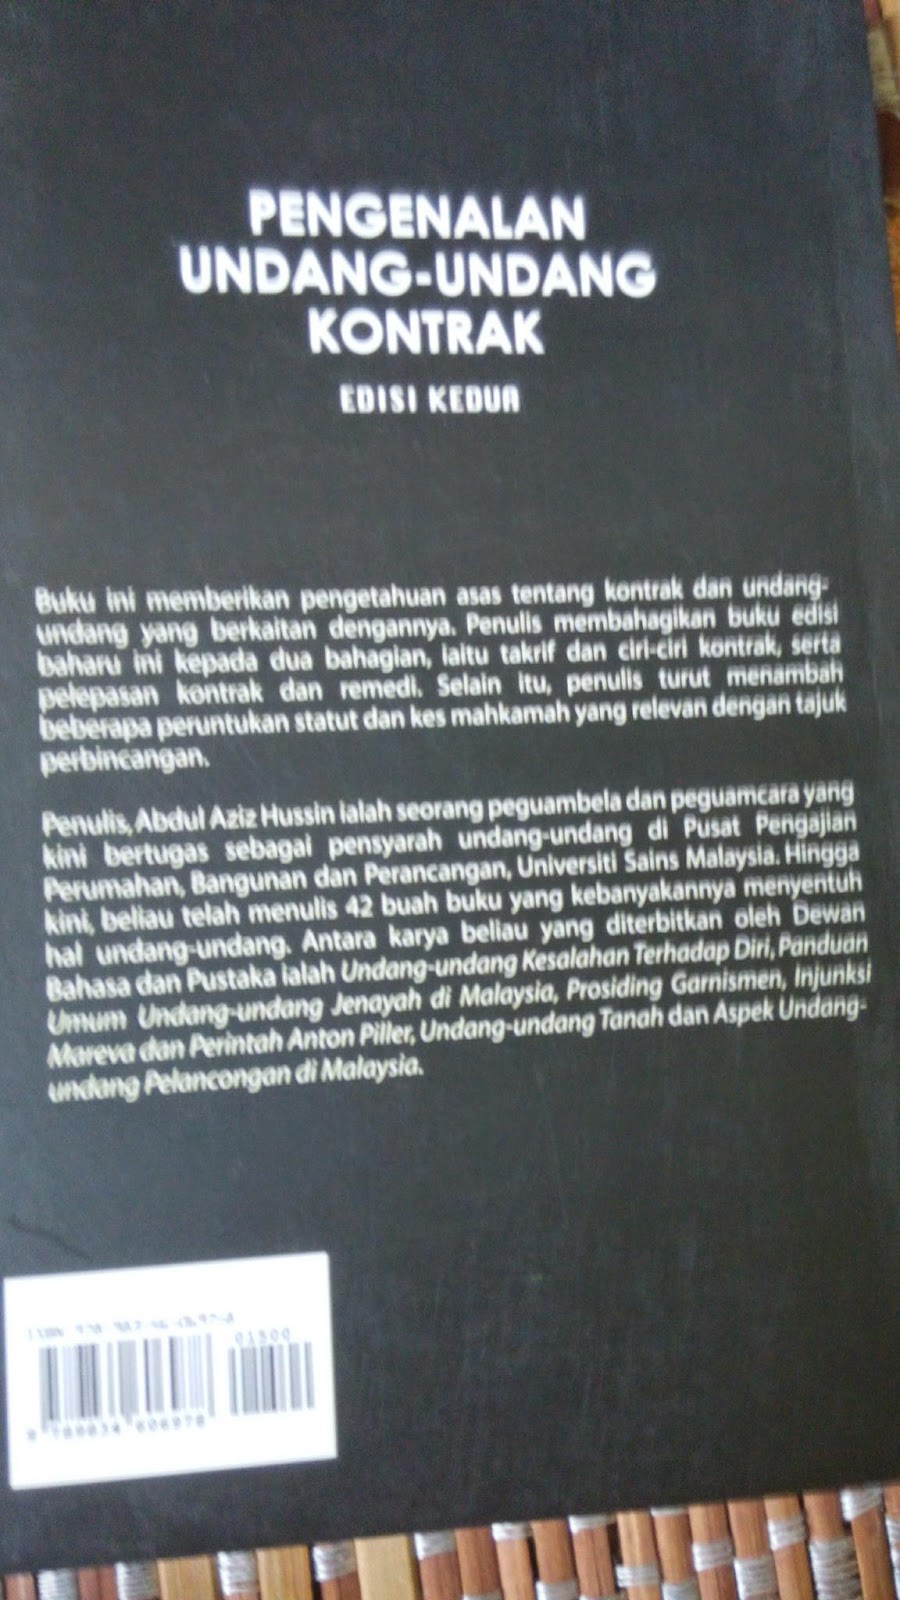 PENGENALAN
UNDANG-UNDANG
KONTRAK
EDISI KEDUA
Buku ini memberikan pengetahuan asas tentang kontrak dan undang-
undang yang berkaitan dengannya. Penulis membahagikan buku edisi
baharu ini kepada dua bahagian, iaitu takrif dan ciri-ciri kontrak, serta
pelepasan kontrak dan remedi. Selain itu, penulis turut menambah
beberapa peruntukan statut dan kes mahkamah yang relevan dengan tajuk
perbincangan.
Penulis, Abdul Aziz Hussin ialah seorang peguambela dan peguamcara yang
kini bertugas sebagai pensyarah undang-undang di Pusat Pengajian
Perumahan, Bangunan dan Perancangan, Universiti Sains Malaysia. Hingga
kini, beliau telah menulis 42 buah buku yang kebanyakannya menyentuh
hal undang-undang. Antara karya beliau yang diterbitkan oleh Dewan
Bahasa dan Pustaka ialah Undang-undang Kesalahan Terhadap Diri, Panduan
Umum Undang-undang Jenayah di Malaysia, Prosiding Garnismen, Injunksi
Mareva dan Perintah Anton Piller, Undang-undang Tanah dan Aspek Undang-
undang Pelancongan di Malaysia.
ISBN
01500